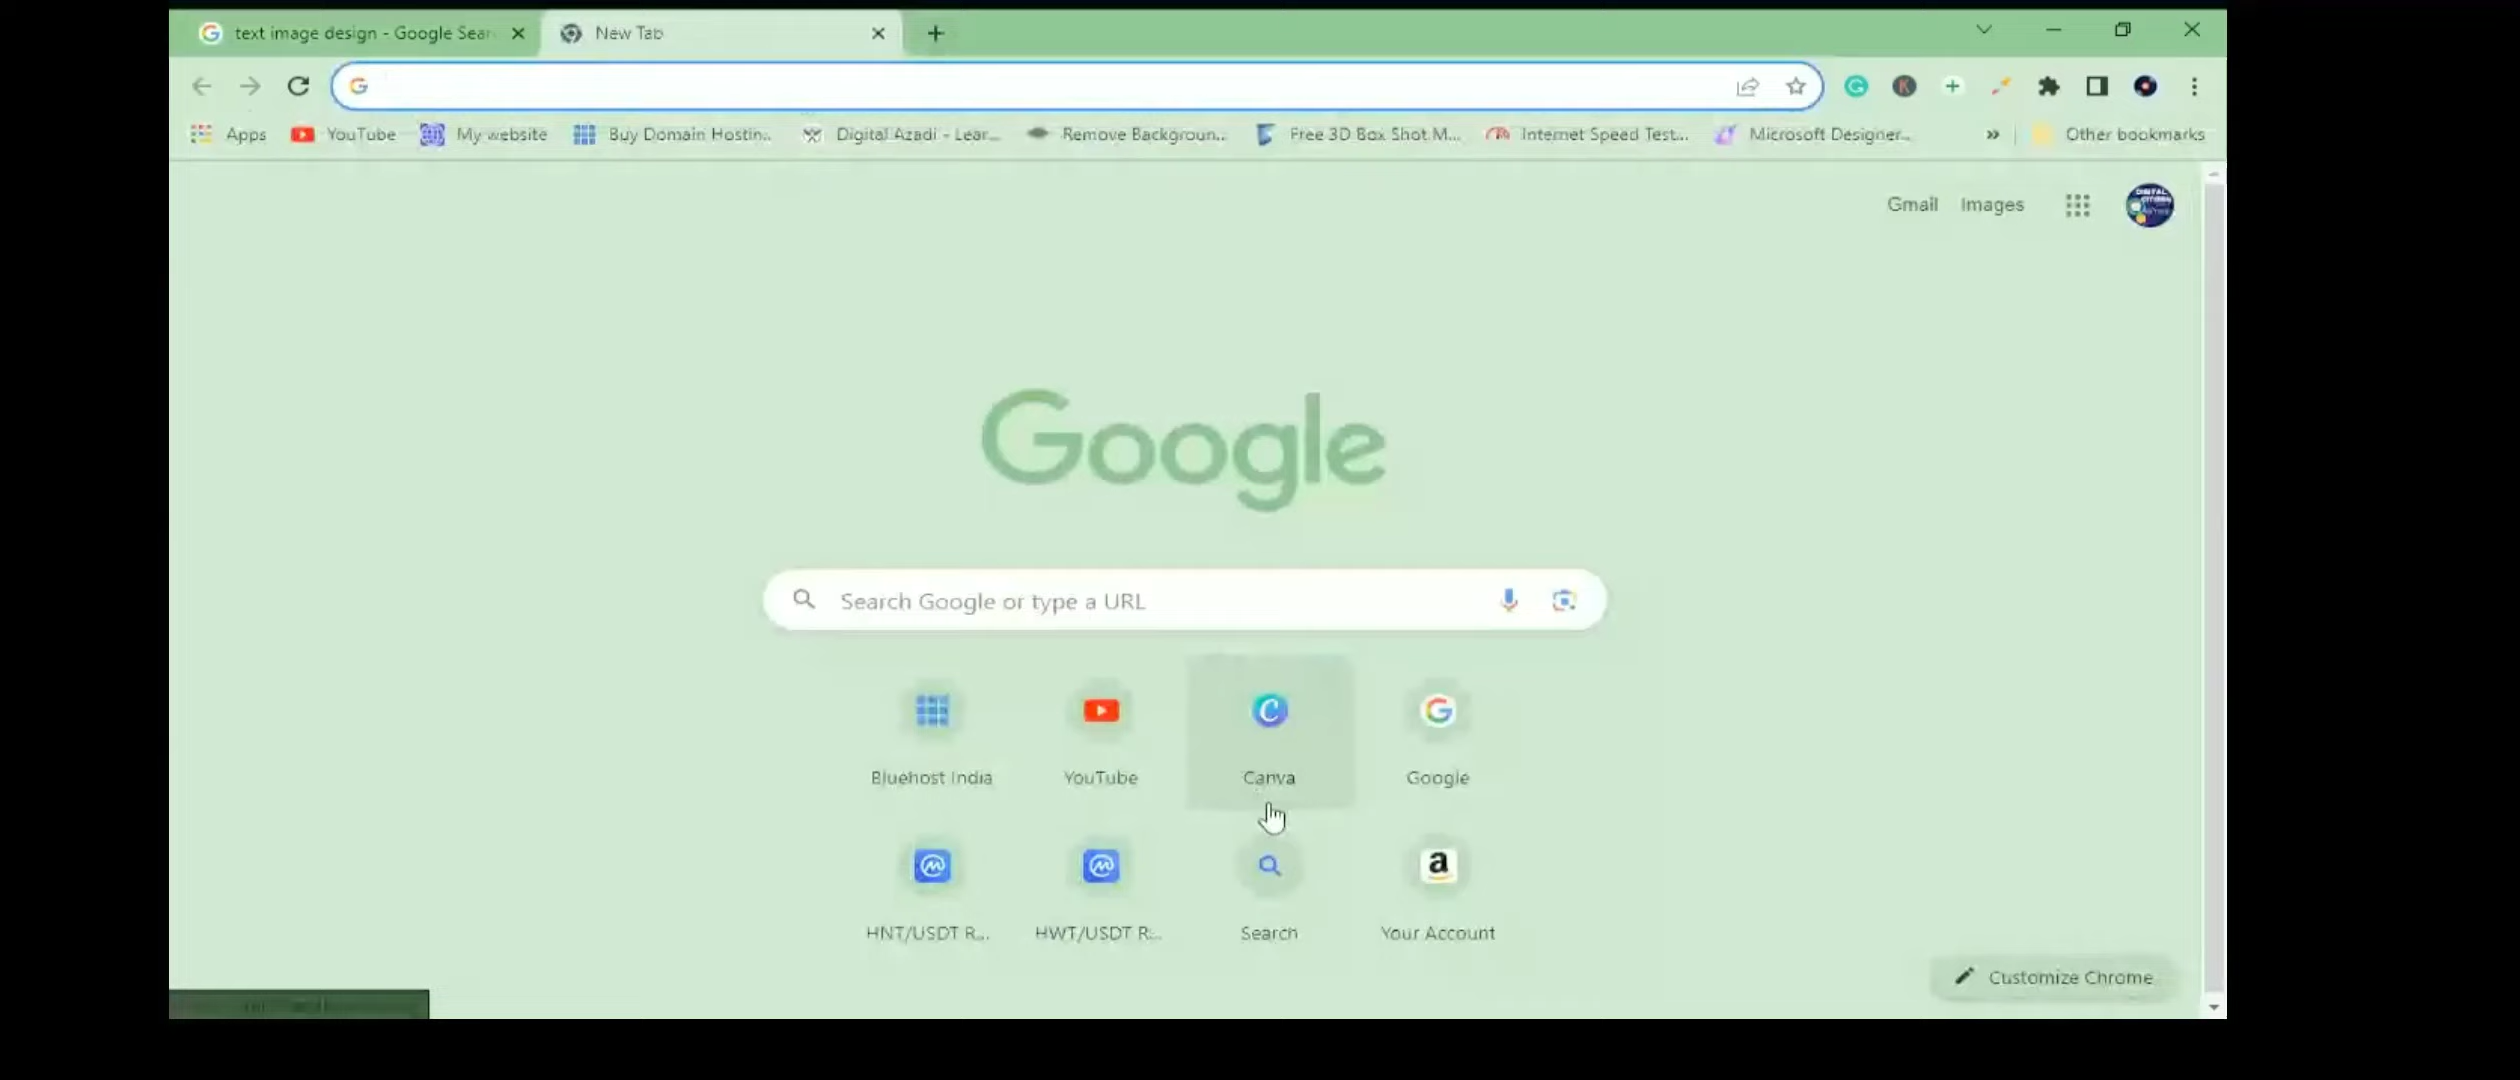 text image design - Google Sear
New Tab
Apps YouTube My website Buy Domain Hostin... Digital Azadi - Lear... Remove Backgroun... Free 3D Box Shot M... Internet Speed Test... Microsoft Designer... » Other bookmarks
Gmail Images
DIGITAL
Google
Search Google or type a URL
Bluehost India YouTube Canva Google
HNT/USDT R... HWT/USDT R... Search Your Account
Customize Chrome